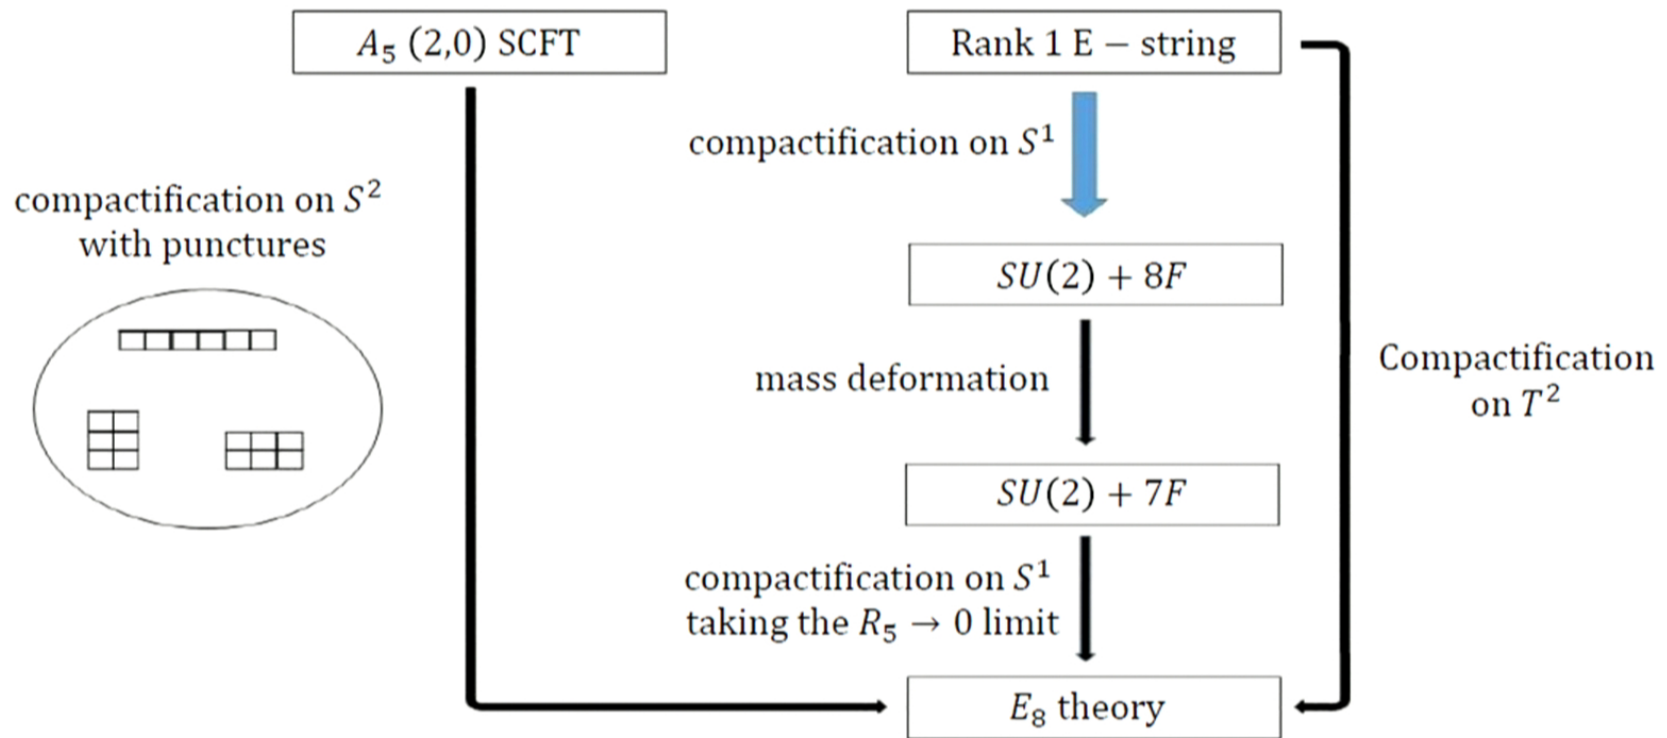 A₅ (2,0) SCFT
Rank 1 E − string
compactification on S¹
compactification on S²
with punctures
SU(2) + 8F
mass deformation
Compactification
on T²
SU(2) + 7F
compactification on S¹
taking the R₅ → 0 limit
E₈ theory